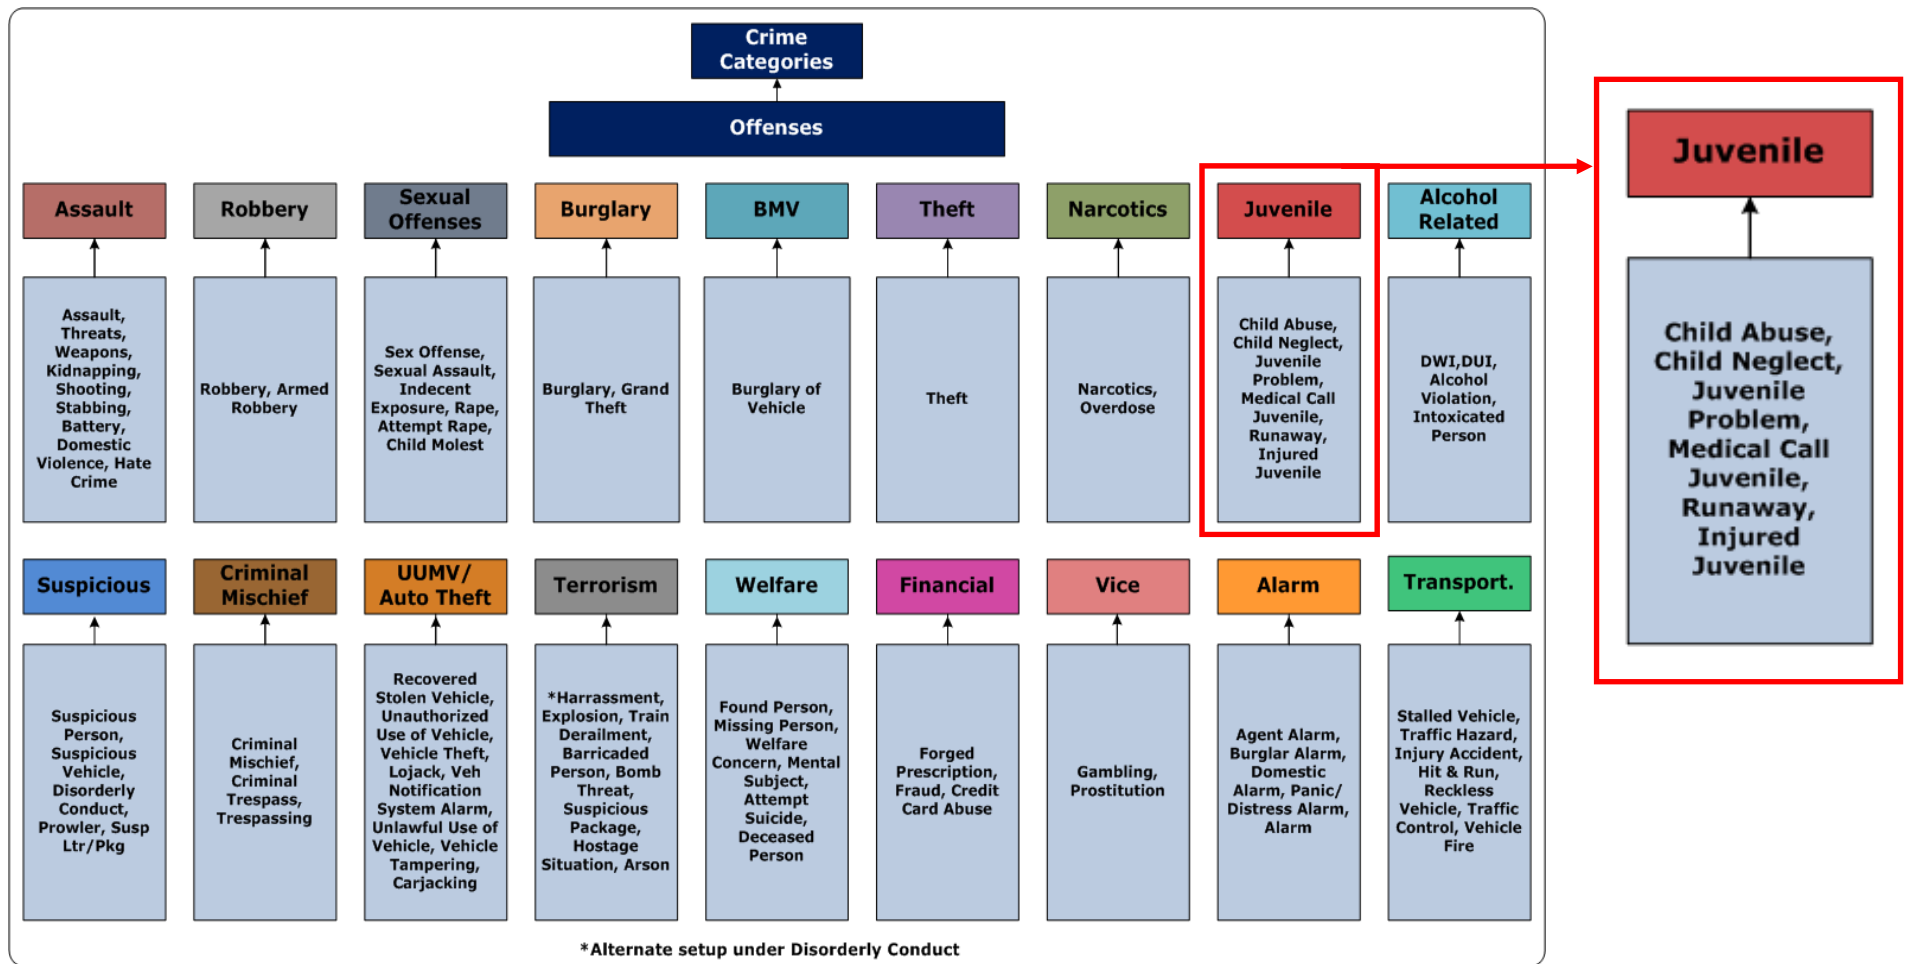 Crime
Categories
Offenses
Assault
Robbery
Sexual
Offenses
Burglary
BMV
Theft
Narcotics
Juvenile
Alcohol
Related
Assault,
Threats,
Weapons,
Kidnapping,
Shooting,
Stabbing,
Battery,
Domestic
Violence, Hate
Crime
Robbery, Armed
Robbery
Sex Offense,
Sexual Assault,
Indecent
Exposure, Rape,
Attempt Rape,
Child Molest
Burglary, Grand
Theft
Burglary of
Vehicle
Theft
Narcotics,
Overdose
Child Abuse,
Child Neglect,
Juvenile
Problem,
Medical Call
Juvenile,
Runaway,
Injured
Juvenile
DWI,DUI,
Alcohol
Violation,
Intoxicated
Person
Suspicious
Criminal
Mischief
UUMV/
Auto Theft
Terrorism
Welfare
Financial
Vice
Alarm
Transport.
Suspicious
Person,
Suspicious
Vehicle,
Disorderly
Conduct,
Prowler, Susp
Ltr/Pkg
Criminal
Mischief,
Criminal
Trespass,
Trespassing
Recovered
Stolen Vehicle,
Unauthorized
Use of Vehicle,
Vehicle Theft,
Lojack, Veh
Notification
System Alarm,
Unlawful Use of
Vehicle, Vehicle
Tampering,
Carjacking
*Harrassment,
Explosion, Train
Derailment,
Barricaded
Person, Bomb
Threat,
Suspicious
Package,
Hostage
Situation, Arson
Found Person,
Missing Person,
Welfare
Concern, Mental
Subject,
Attempt
Suicide,
Deceased
Person
Forged
Prescription,
Fraud, Credit
Card Abuse
Gambling,
Prostitution
Agent Alarm,
Burglar Alarm,
Domestic
Alarm, Panic/
Distress Alarm,
Alarm
Stalled Vehicle,
Traffic Hazard,
Injury Accident,
Hit & Run,
Reckless
Vehicle, Traffic
Control, Vehicle
Fire
*Alternate setup under Disorderly Conduct
Juvenile
Child Abuse,
Child Neglect,
Juvenile
Problem,
Medical Call
Juvenile,
Runaway,
Injured
Juvenile